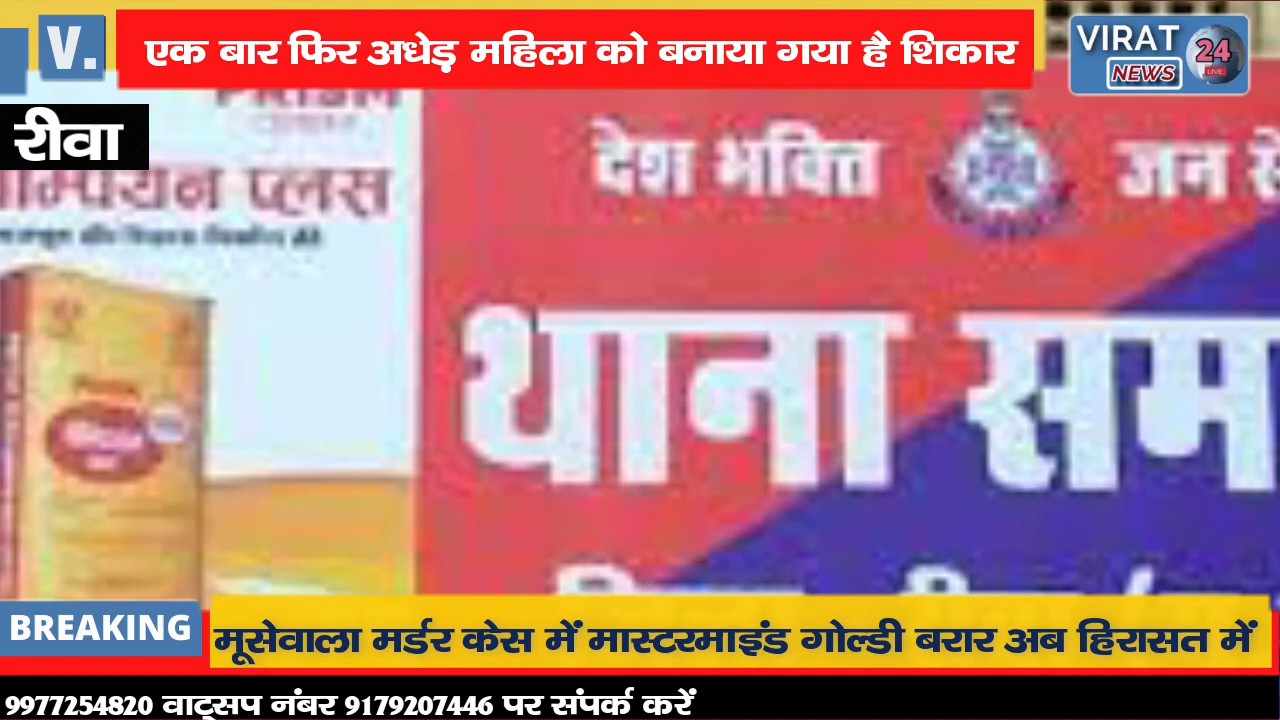 V.
एक बार फिर अधेड़ महिला को बनाया गया है शिकार
VIRAT
NEWS
24
LIVE
रीवा
प्लस
देश भक्ति जन
थाना सम
BREAKING
मूसेवाला मर्डर केस में मास्टरमाइंड गोल्डी बरार अब हिरासत में
9977254820 वाट्सप नंबर 9179207446 पर संपर्क करें